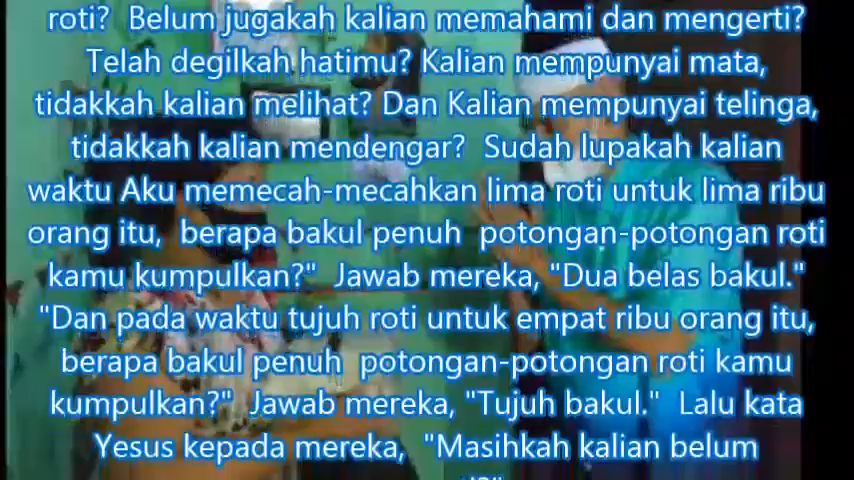 roti?  Belum jugakah kalian memahami dan mengerti?
Telah degilkah hatimu? Kalian mempunyai mata,
tidakkah kalian melihat? Dan Kalian mempunyai telinga,
tidakkah kalian mendengar?  Sudah lupakah kalian
waktu Aku memecah-mecahkan lima roti untuk lima ribu
orang itu,  berapa bakul penuh  potongan-potongan roti
kamu kumpulkan?"  Jawab mereka, "Dua belas bakul."
"Dan pada waktu tujuh roti untuk empat ribu orang itu,
berapa bakul penuh  potongan-potongan roti kamu
kumpulkan?"  Jawab mereka, "Tujuh bakul."  Lalu kata
Yesus kepada mereka,  "Masihkah kalian belum